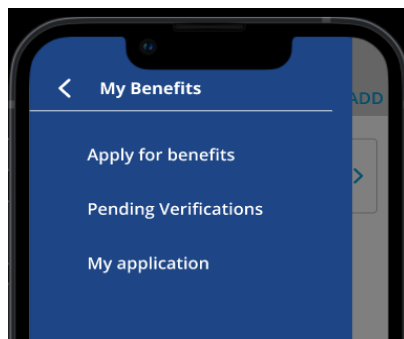 My Benefits
ADD
Apply for benefits
Pending Verifications
My application